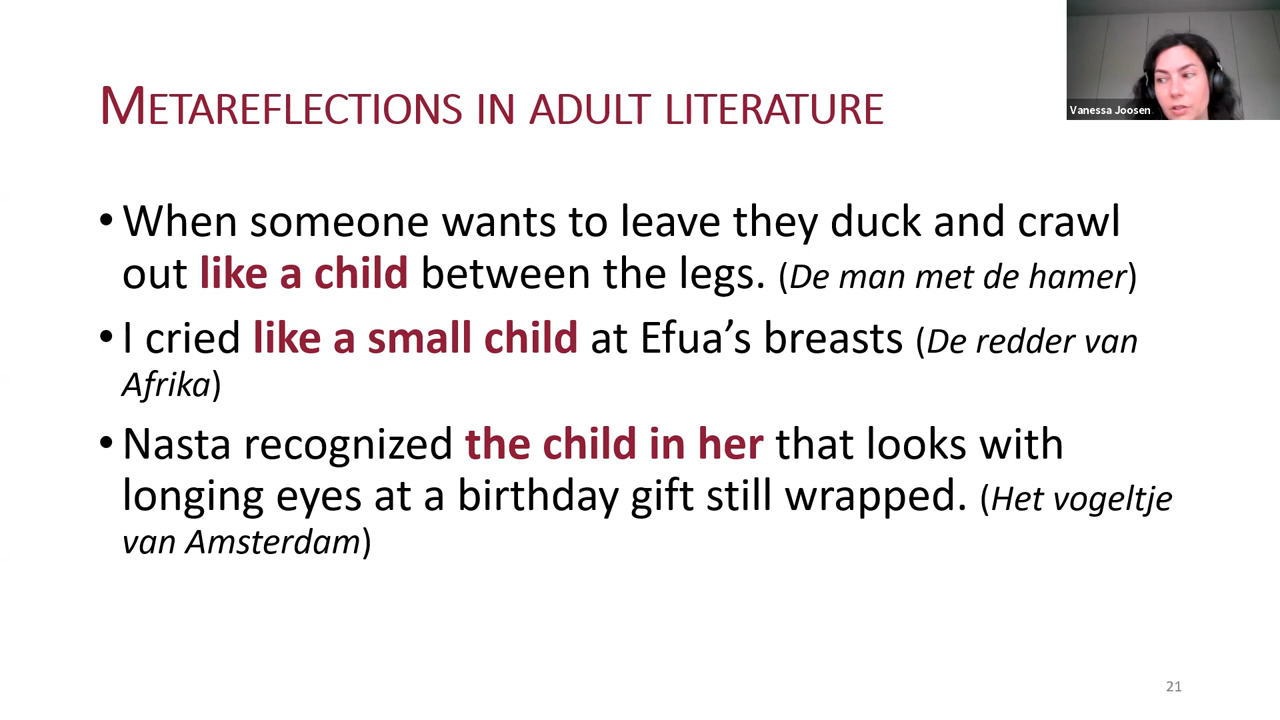 METAREFLECTIONS IN ADULT LITERATURE
Vanessa Joosen
• When someone wants to leave they duck and crawl
out like a child between the legs. (De man met de hamer)
• I cried like a small child at Efua’s breasts (De redder van
Afrika)
• Nasta recognized the child in her that looks with
longing eyes at a birthday gift still wrapped. (Het vogeltje
van Amsterdam)
21